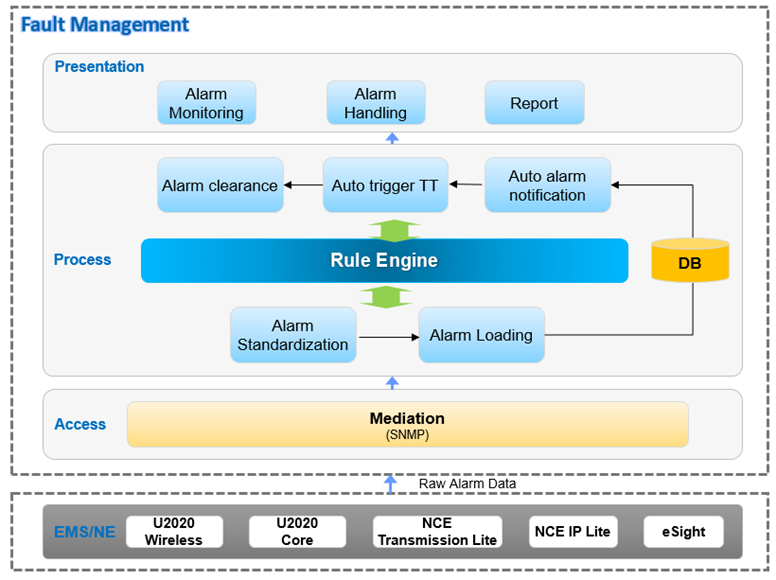 Fault Management
Presentation
Alarm
Monitoring
Alarm
Handling
Report
Process
Alarm clearance
Auto trigger TT
Auto alarm
notification
Rule Engine
DB
Alarm
Standardization
Alarm Loading
Access
Mediation
(SNMP)
Raw Alarm Data
EMS/NE
U2020
Wireless
U2020
Core
NCE
Transmission Lite
NCE IP Lite
eSight